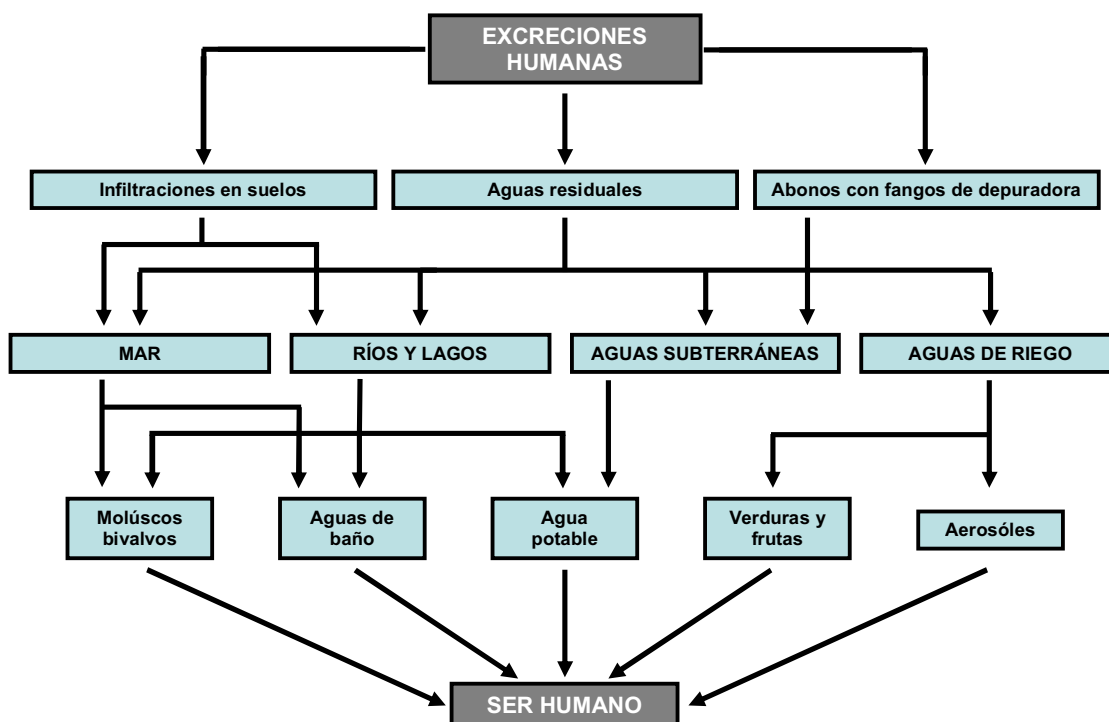 EXCRECIONES
HUMANAS
Infiltraciones en suelos
Aguas residuales
Abonos con fangos de depuradora
MAR
RÍOS Y LAGOS
AGUAS SUBTERRÁNEAS
AGUAS DE RIEGO
Moluscos
bivalvos
Aguas de
baño
Agua
potable
Verduras y
frutas
Aerosóles
SER HUMANO